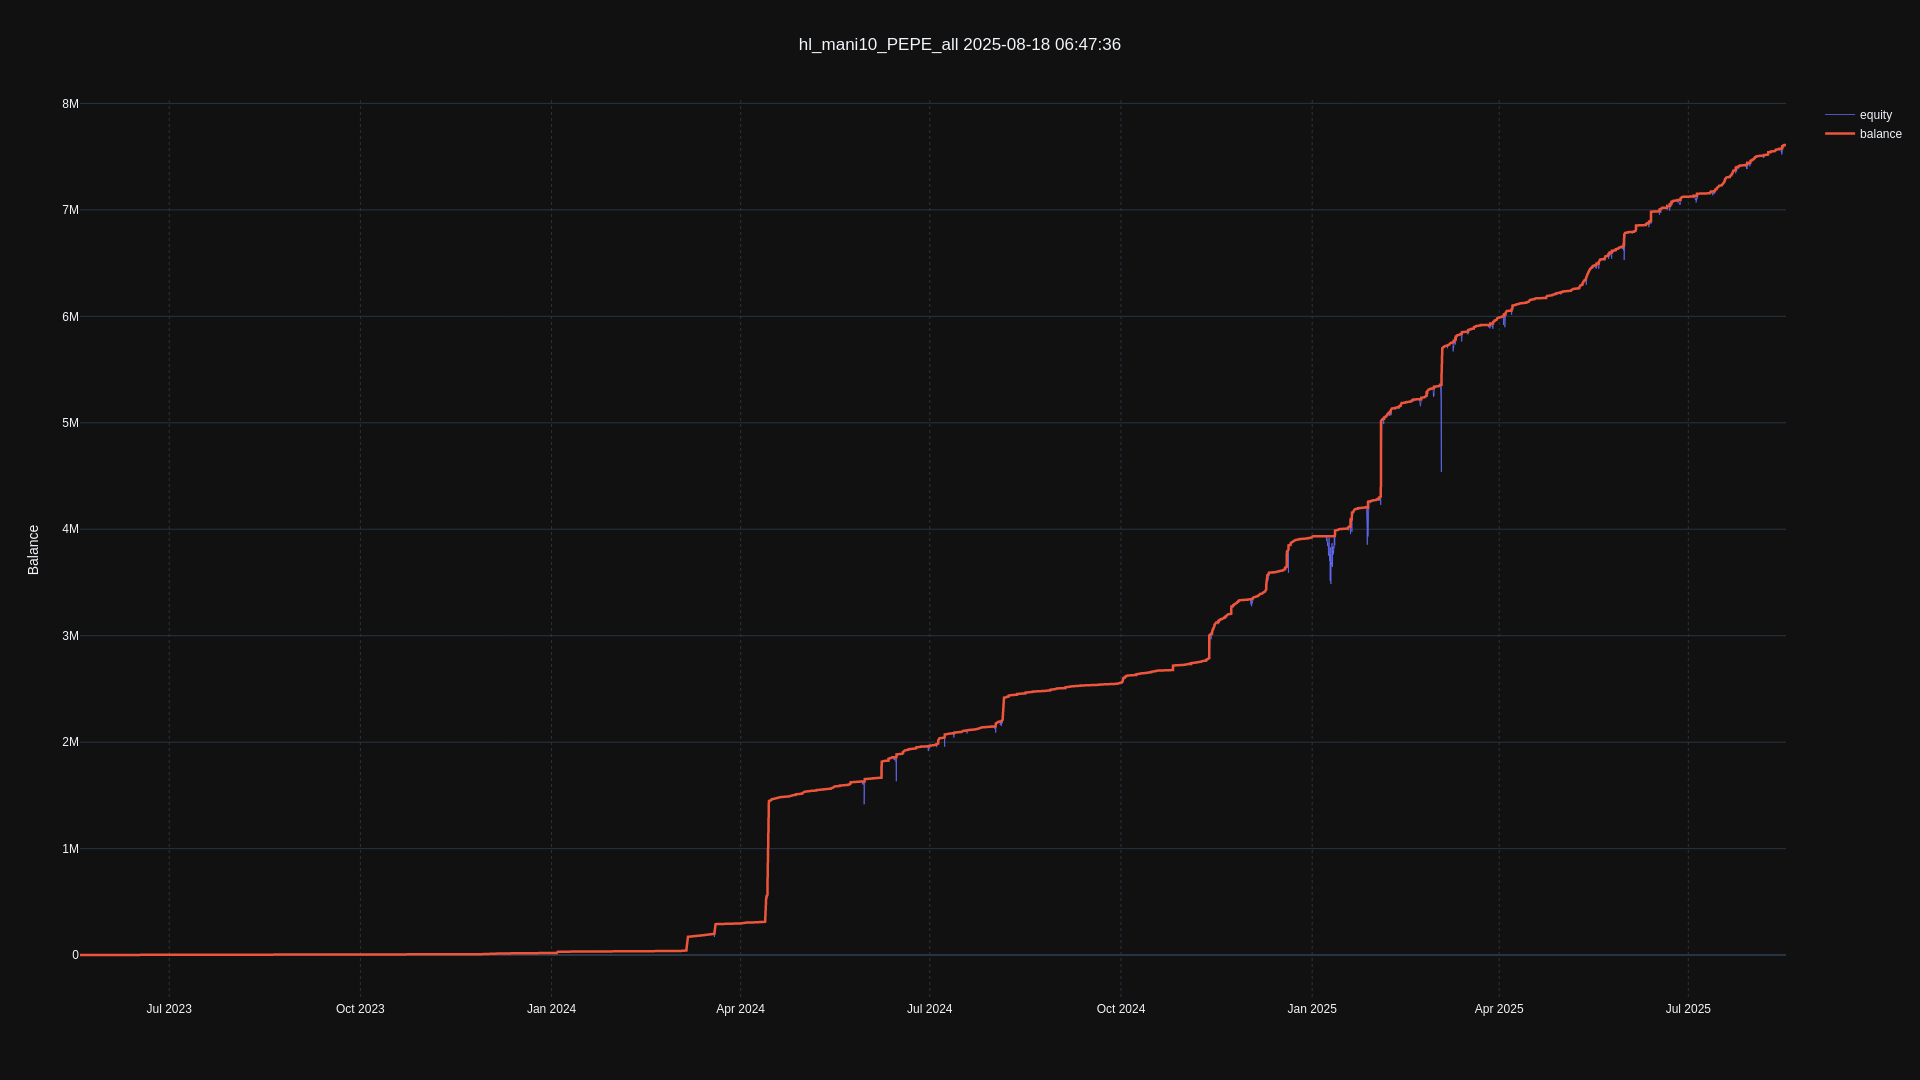 hl_mani10_PEPE_all 2025-08-18 06:47:36
equity
balance
Balance
8M
7M
6M
5M
4M
3M
2M
1M
0
Jul 2023
Oct 2023
Jan 2024
Apr 2024
Jul 2024
Oct 2024
Jan 2025
Apr 2025
Jul 2025